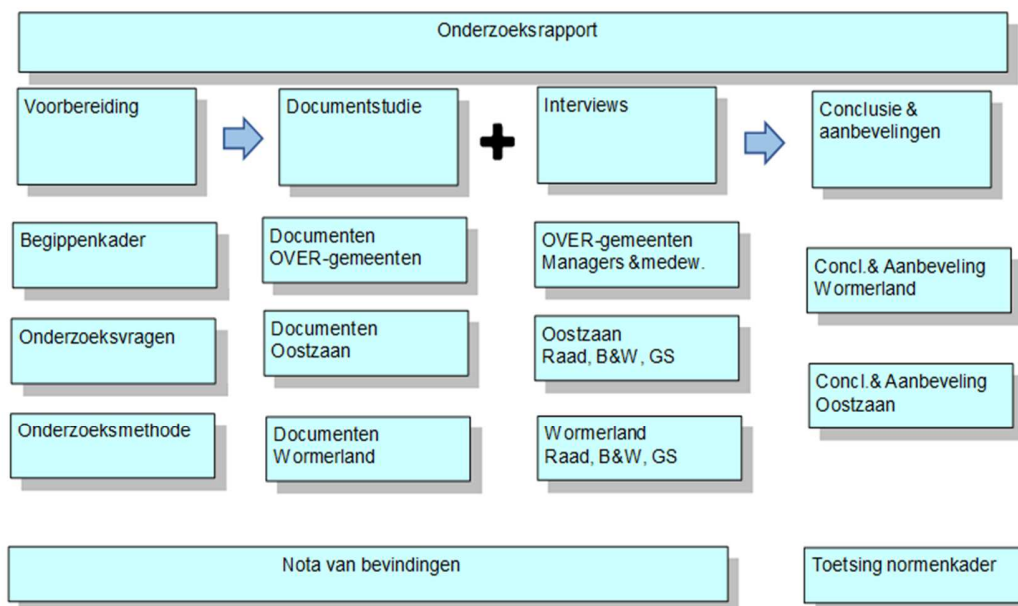 Onderzoeksrapport
Voorbereiding
Documentstudie
Interviews
Conclusie &
aanbevelingen
Begippenkader
Documenten
OVER-gemeenten
OVER-gemeenten
Managers &medew.
Concl.& Aanbeveling
Wormerland
Onderzoeksvragen
Documenten
Oostzaan
Oostzaan
Raad, B&W, GS
Concl.& Aanbeveling
Oostzaan
Onderzoeksmethode
Documenten
Wormerland
Wormerland
Raad, B&W, GS
Nota van bevindingen
Toetsing normenkader